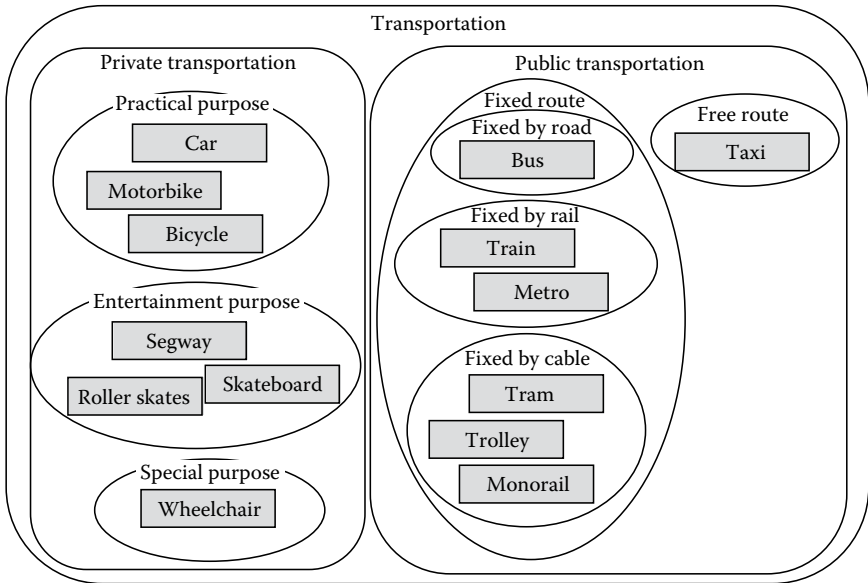 Transportation
Private transportation
Practical purpose
Car
Motorbike
Bicycle
Entertainment purpose
Segway
Roller skates
Skateboard
Special purpose
Wheelchair
Public transportation
Fixed route
Fixed by road
Bus
Fixed by rail
Train
Metro
Fixed by cable
Tram
Trolley
Monorail
Free route
Taxi